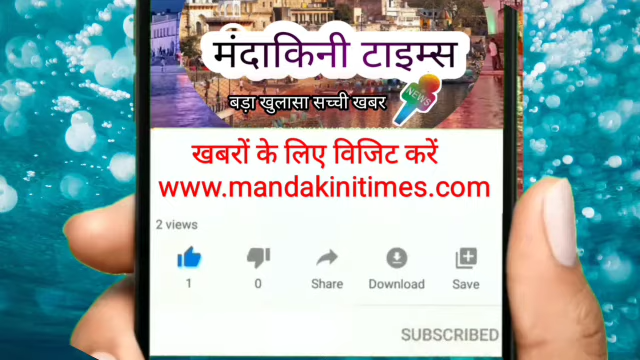 मंदाकिनी टाइम्स
बड़ा खुलासा सच्ची खबर
NEWS
खबरों के लिए विजिट करें
www.mandakinitimes.com
2 views
1
0
Share
Download
Save
SUBSCRIBED